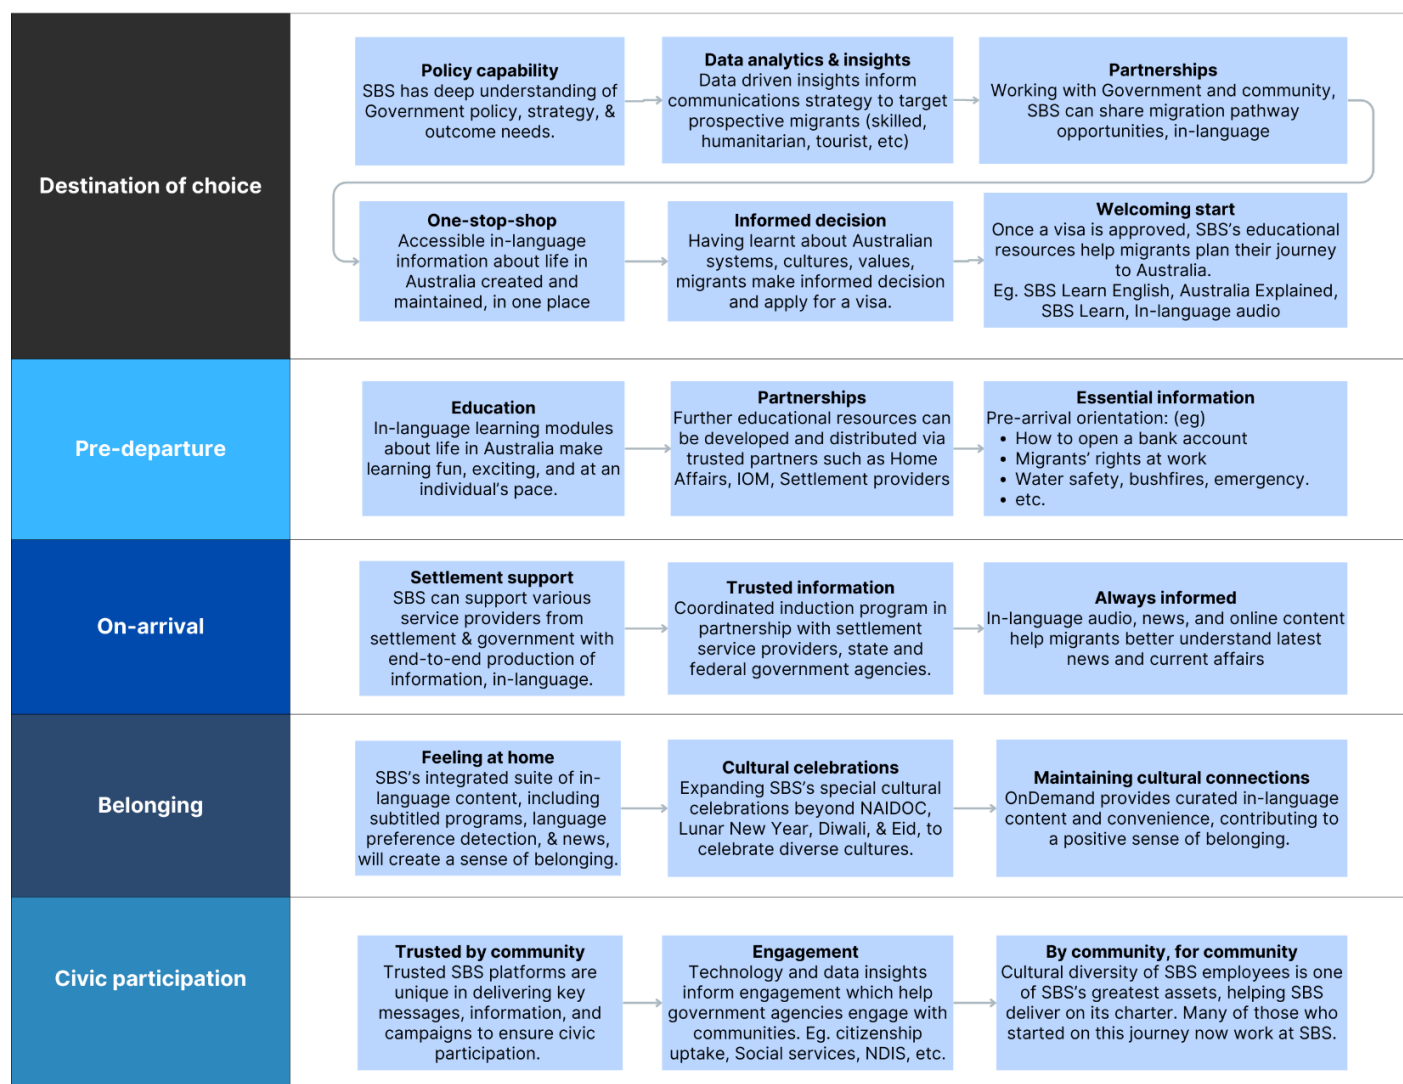 Destination of choice
Policy capability
SBS has deep understanding of
Government policy, strategy, &
outcome needs.
Data analytics & insights
Data driven insights inform
communications strategy to target
prospective migrants (skilled,
humanitarian, tourist, etc)
Partnerships
Working with Government and community,
SBS can share migration pathway
opportunities, in-language
One-stop-shop
Accessible in-language
information about life in
Australia created and
maintained, in one place
Informed decision
Having learnt about Australian
systems, cultures, values,
migrants make informed decision
and apply for a visa.
Welcoming start
Once a visa is approved, SBS’s educational
resources help migrants plan their journey
to Australia.
Eg. SBS Learn English, Australia Explained,
SBS Learn, In-language audio
Pre-departure
Education
In-language learning modules
about life in Australia make
learning fun, exciting, and at an
individual’s pace.
Partnerships
Further educational resources can
be developed and distributed via
trusted partners such as Home
Affairs, IOM, Settlement providers
Essential information
Pre-arrival orientation: (eg)
• How to open a bank account
• Migrants’ rights at work
• Water safety, bushfires, emergency.
• etc.
On-arrival
Settlement support
SBS can support various
service providers from
settlement & government with
end-to-end production of
information, in-language.
Trusted information
Coordinated induction program in
partnership with settlement
service providers, state and
federal government agencies.
Always informed
In-language audio, news, and online content
help migrants better understand latest
news and current affairs
Belonging
Feeling at home
SBS’s integrated suite of in-
language content, including
subtitled programs, language
preference detection, & news,
will create a sense of belonging.
Cultural celebrations
Expanding SBS’s special cultural
celebrations beyond NAIDOC,
Lunar New Year, Diwali, & Eid, to
celebrate diverse cultures.
Maintaining cultural connections
OnDemand provides curated in-language
content and convenience, contributing to
a positive sense of belonging.
Civic participation
Trusted by community
Trusted SBS platforms are
unique in delivering key
messages, information, and
campaigns to ensure civic
participation.
Engagement
Technology and data insights
inform engagement which help
government agencies engage with
communities. Eg. citizenship
uptake, Social services, NDIS, etc.
By community, for community
Cultural diversity of SBS employees is one
of SBS’s greatest assets, helping SBS
deliver on its charter. Many of those who
started on this journey now work at SBS.